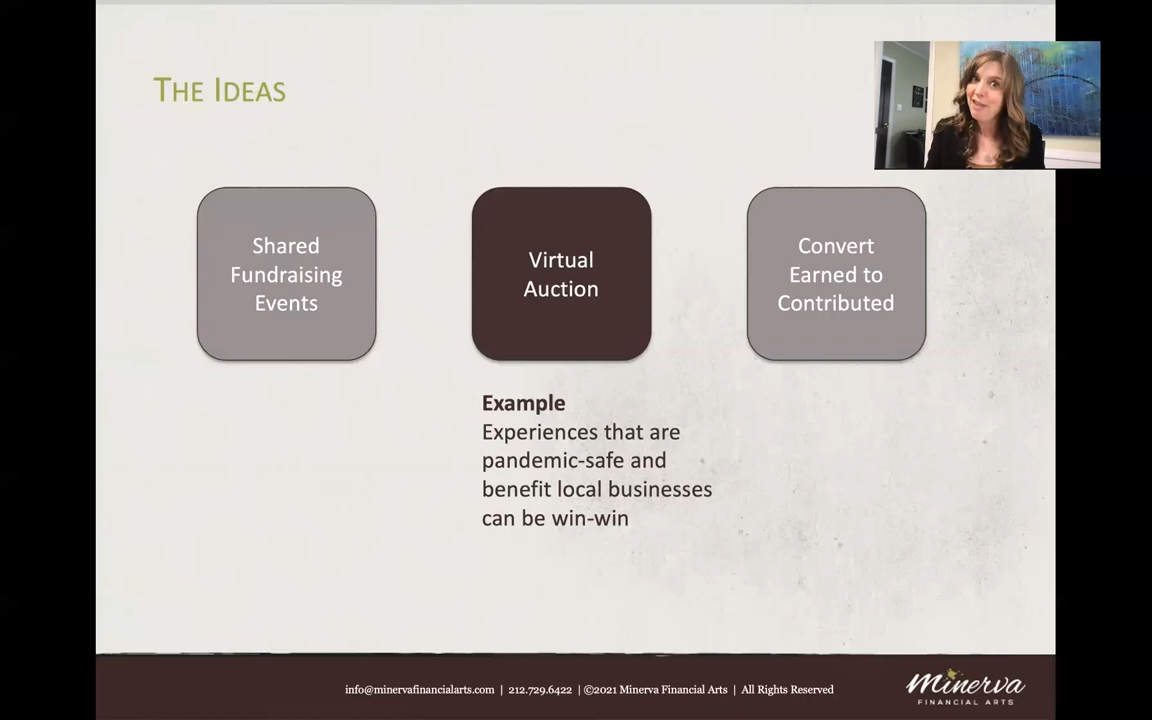 The Ideas
Shared
Fundraising
Events
Virtual
Auction
Convert
Earned to
Contributed
Example
Experiences that are
pandemic-safe and
benefit local businesses
can be win-win
info@minervafinancialarts.com | 212.729.6422 | ©2021 Minerva Financial Arts | All Rights Reserved
Minerva
FINANCIAL ARTS